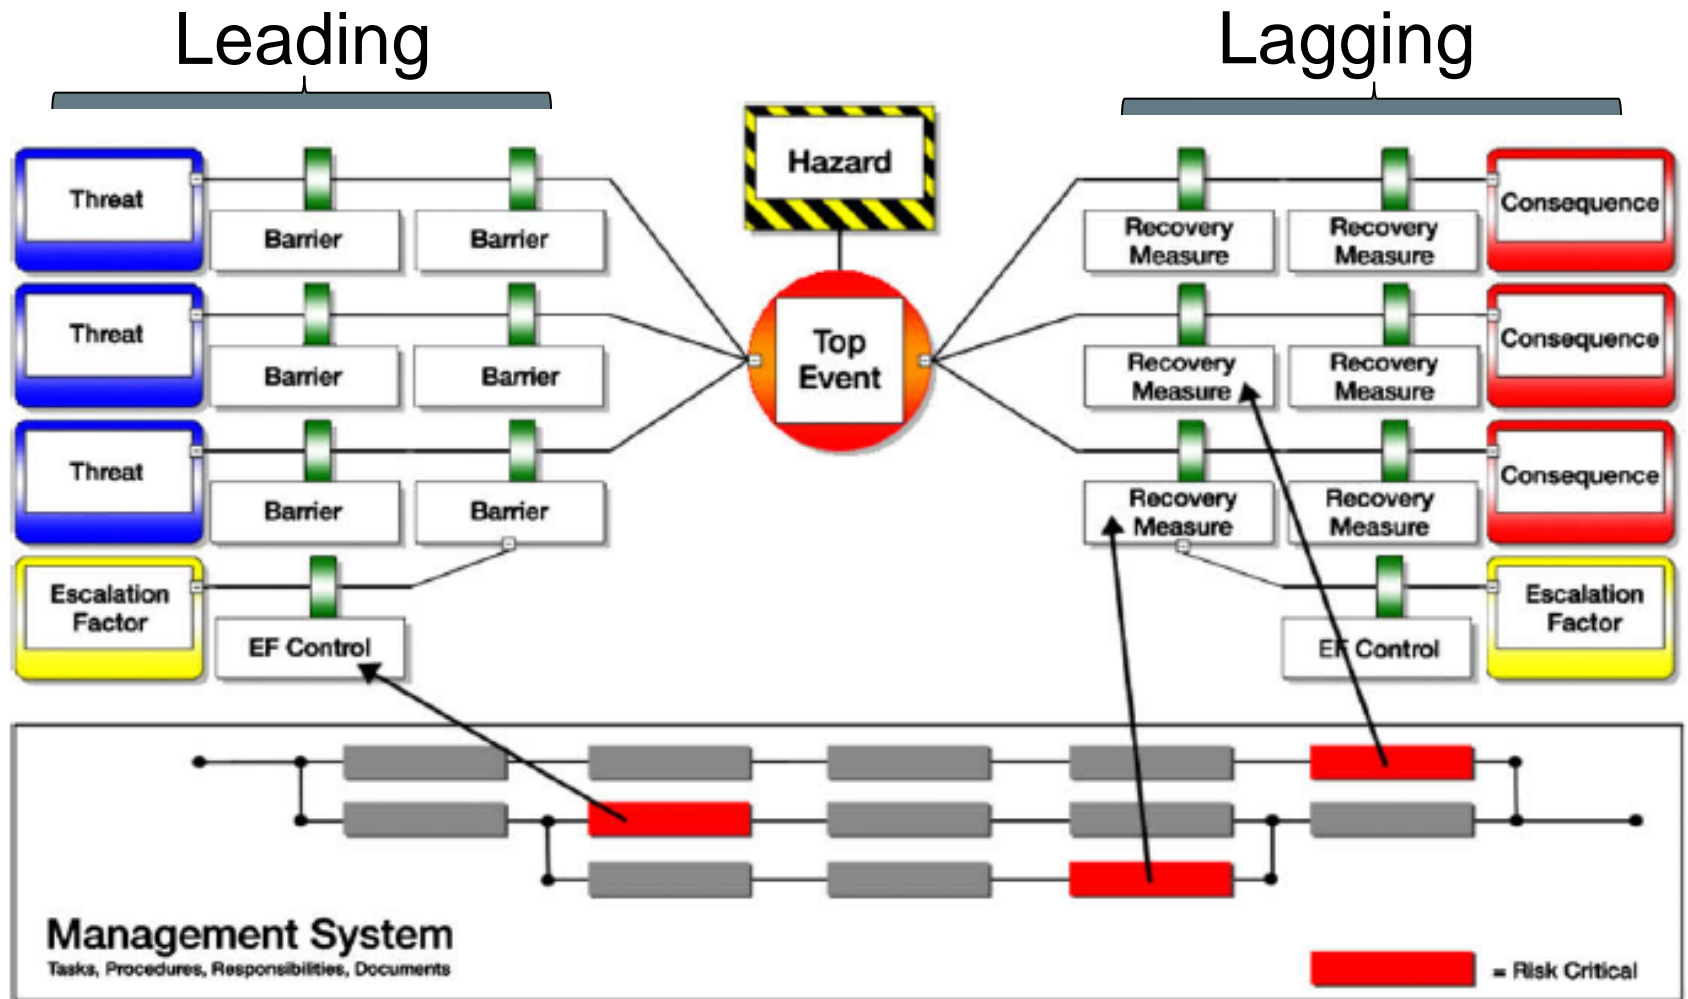 Leading
Lagging
Hazard
Threat
Barrier
Barrier
Recovery
Measure
Recovery
Measure
Consequence
Threat
Barrier
Barrier
Top
Event
Recovery
Measure
Recovery
Measure
Consequence
Threat
Barrier
Barrier
Recovery
Measure
Recovery
Measure
Consequence
Escalation
Factor
EF Control
EF Control
Escalation
Factor
Management System
Tasks, Procedures, Responsibilities, Documents
= Risk Critical